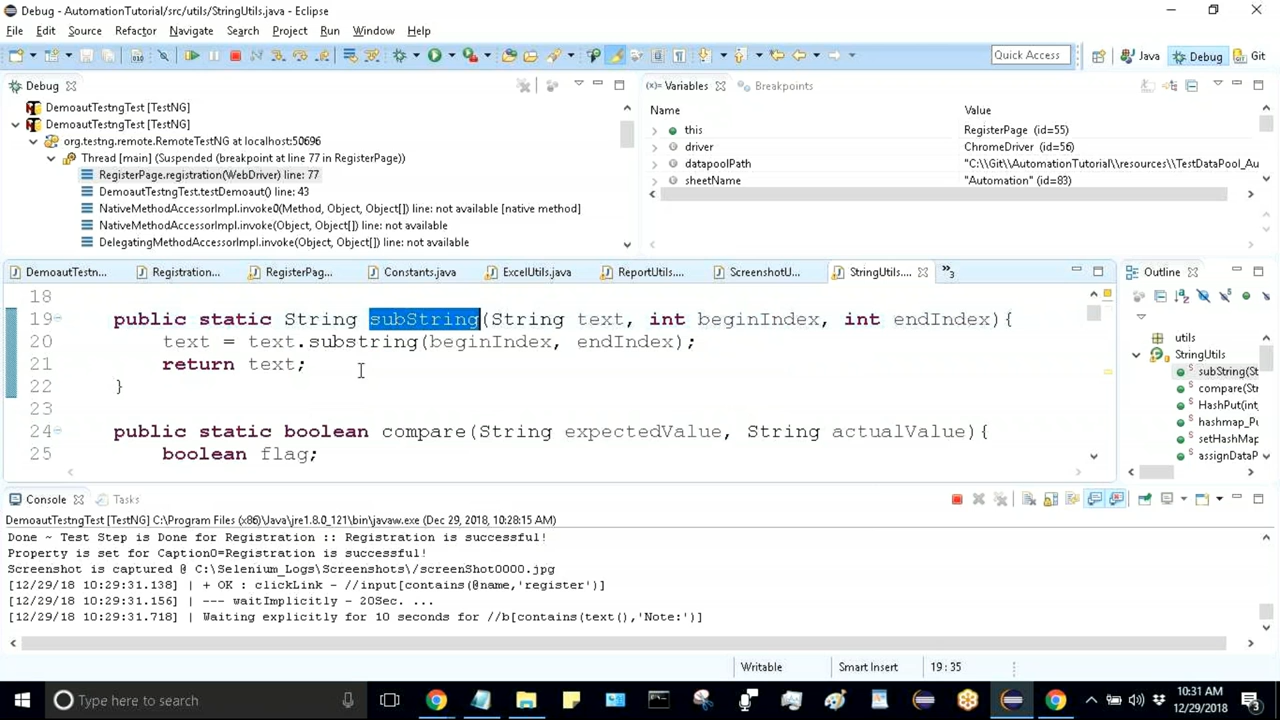 Debug - AutomationTutorial/src/utils/StringUtils.java - Eclipse
File Edit Source Refactor Navigate Search Project Run Window Help
Quick Access Java Debug Git
Debug
DemoautTestngTest [TestNG]
DemoautTestngTest [TestNG]
org.testng.remote.RemoteTestNG at localhost:50696
Thread [main] (Suspended (breakpoint at line 77 in RegisterPage))
RegisterPage.registration(WebDriver) line: 77
DemoautTestngTest.testDemoaut() line: 43
NativeMethodAccessorImpl.invoke0(Method, Object, Object[]) line: not available [native method]
NativeMethodAccessorImpl.invoke(Object, Object[]) line: not available
DelegatingMethodAccessorImpl.invoke(Object, Object[]) line: not available
(x)= Variables Breakpoints
Name Value
this RegisterPage (id=55)
driver ChromeDriver (id=56)
datapoolPath "C:\\Git\\AutomationTutorial\\resources\\TestDataPool_Au
sheetName "Automation" (id=83)
DemoautTestn... Registration... RegisterPag... Constants.java ExcelUtils.java ReportUtils.... ScreenshotU... StringUtils.... »3
18
19 public static String subString(String text, int beginIndex, int endIndex){
20 text = text.substring(beginIndex, endIndex);
21 return text;
22 }
23
24 public static boolean compare(String expectedValue, String actualValue){
25 boolean flag;
Outline
utils
StringUtils
S subString(St
S compare(Str
S HashPut(int,
S hashmap_Pu
S setHashMap
S assignDataP
Console Tasks
DemoautTestngTest [TestNG] C:\Program Files (x86)\Java\jre1.8.0_121\bin\javaw.exe (Dec 29, 2018, 10:28:15 AM)
Done ~ Test Step is Done for Registration :: Registration is successful!
Property is set for Caption0=Registration is successful!
Screenshot is captured @ C:\Selenium_Logs\Screenshots\/screenShot0000.jpg
[12/29/18 10:29:31.138] | + OK : clickLink - //input[contains(@name,'register')]
[12/29/18 10:29:31.156] | --- waitImplicitly - 20Sec. ...
[12/29/18 10:29:31.718] | Waiting explicitly for 10 seconds for //b[contains(text(),'Note:')]
Writable Smart Insert 19 : 35
Type here to search
10:31 AM
12/29/2018
3